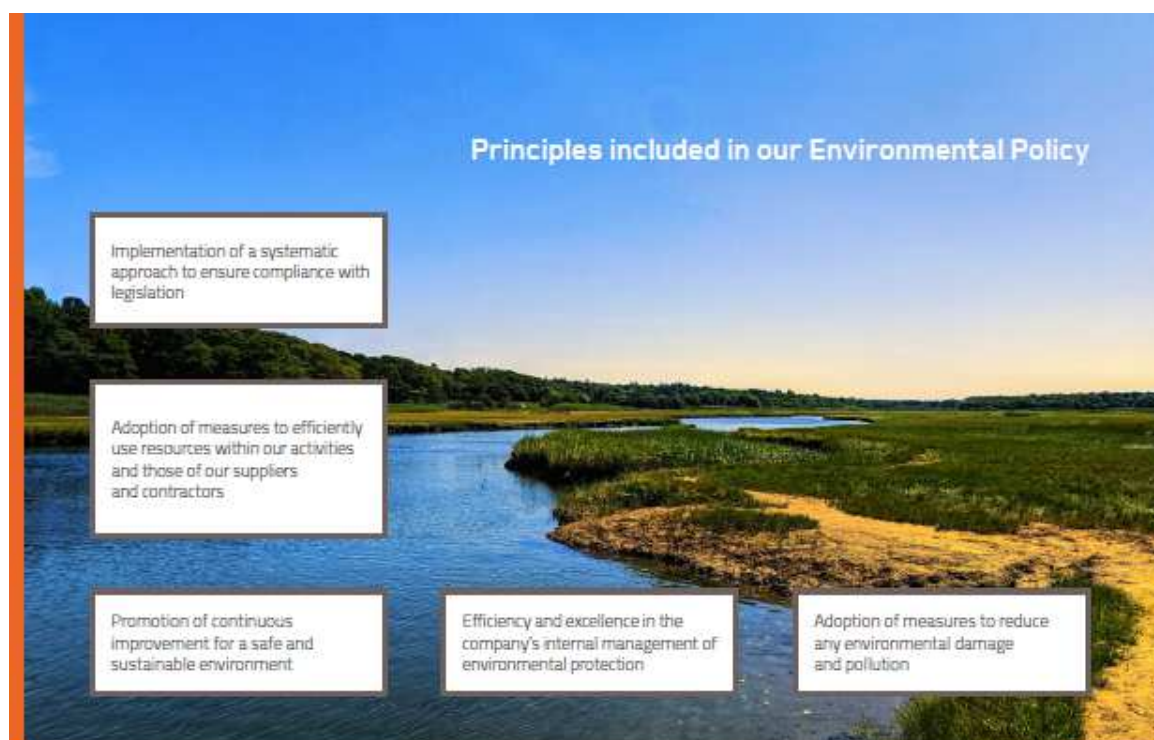 Principles included in our Environmental Policy
Implementation of a systematic
approach to ensure compliance with
legislation
Adoption of measures to efficiently
use resources within our activities
and those of our suppliers
and contractors
Promotion of continuous
improvement for a safe and
sustainable environment
Efficiency and excellence in the
company's internal management of
environmental protection
Adoption of measures to reduce
any environmental damage
and pollution